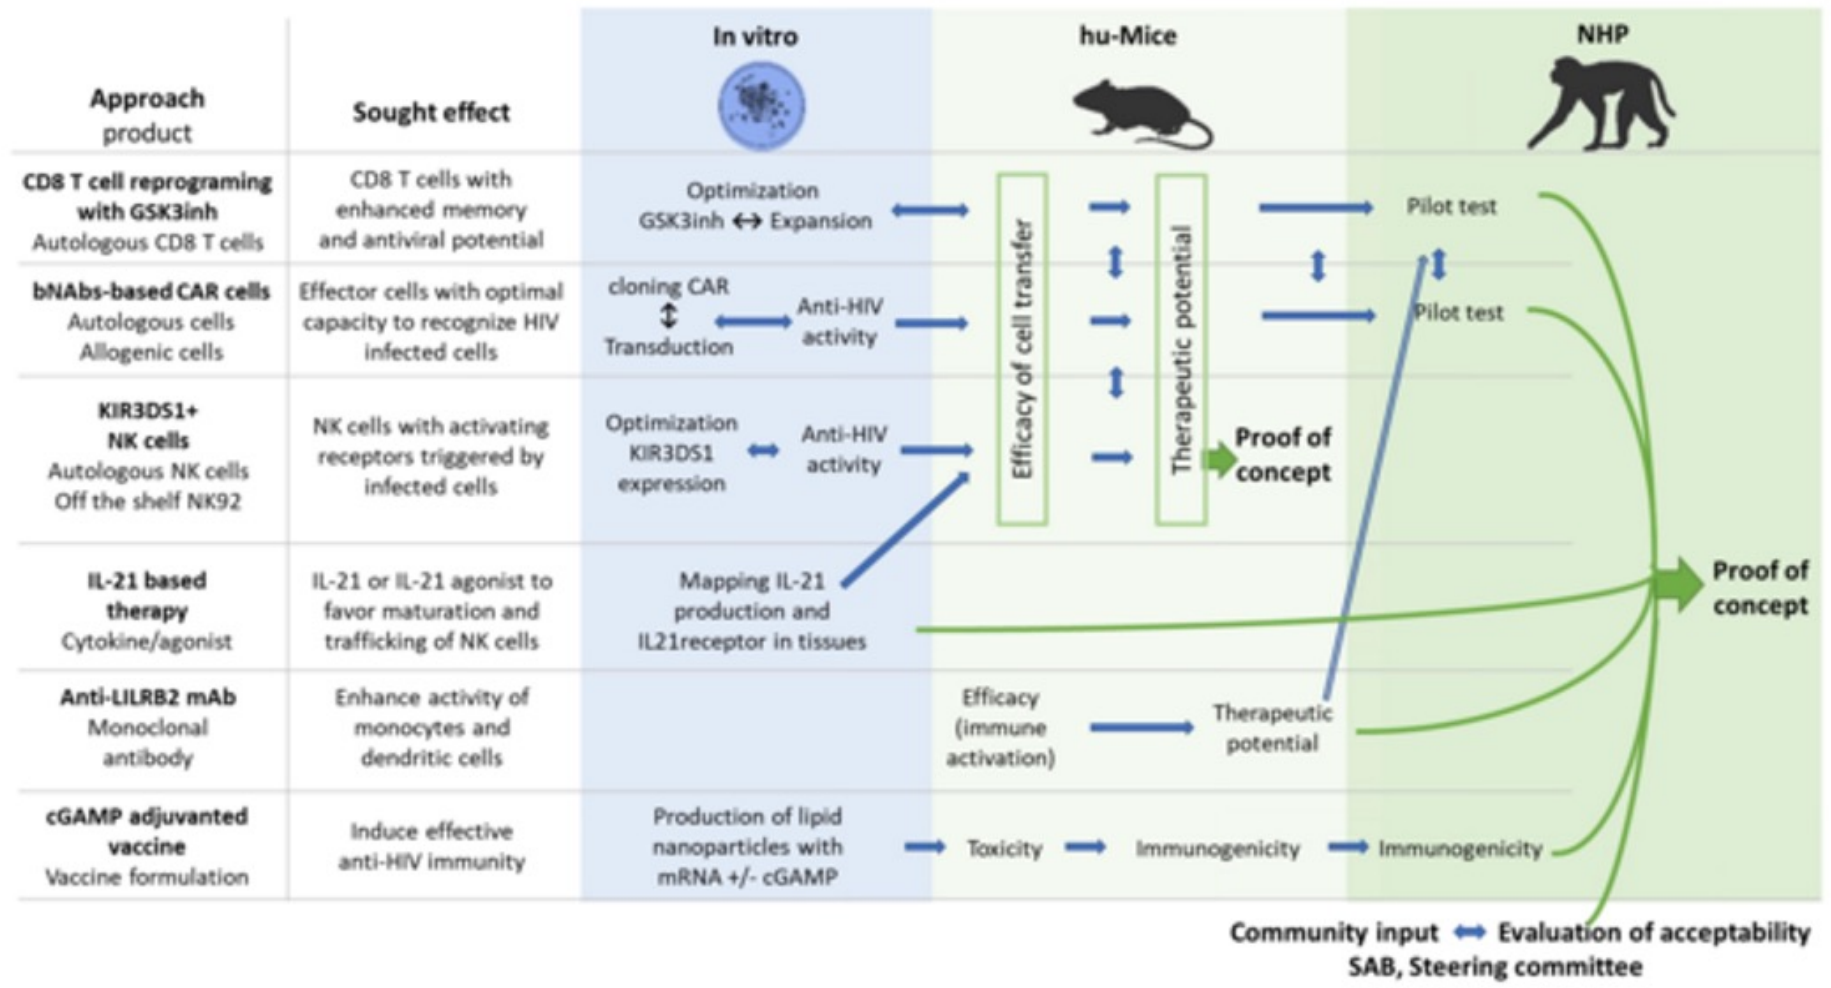 Approach
product
Sought effect
In vitro
hu-Mice
NHP
CD8 T cell reprograming
with GSK3inh
Autologous CD8 T cells
CD8 T cells with
enhanced memory
and antiviral potential
Optimization
GSK3inh ↔ Expansion
Efficacy of cell transfer
Therapeutic potential
Pilot test
bNAbs-based CAR cells
Autologous cells
Allogenic cells
Effector cells with optimal
capacity to recognize HIV
infected cells
cloning CAR
Transduction
Anti-HIV
activity
Pilot test
KIR3DS1+
NK cells
Autologous NK cells
Off the shelf NK92
NK cells with activating
receptors triggered by
infected cells
Optimization
KIR3DS1
expression
Anti-HIV
activity
Proof of
concept
IL-21 based
therapy
Cytokine/agonist
IL-21 or IL-21 agonist to
favor maturation and
trafficking of NK cells
Mapping IL-21
production and
IL21receptor in tissues
Proof of
concept
Anti-LILRB2 mAb
Monoclonal
antibody
Enhance activity of
monocytes and
dendritic cells
Efficacy
(immune
activation)
Therapeutic
potential
cGAMP adjuvanted
vaccine
Vaccine formulation
Induce effective
anti-HIV immunity
Production of lipid
nanoparticles with
mRNA +/- cGAMP
Toxicity
Immunogenicity
Immunogenicity
Community input ↔ Evaluation of acceptability
SAB, Steering committee